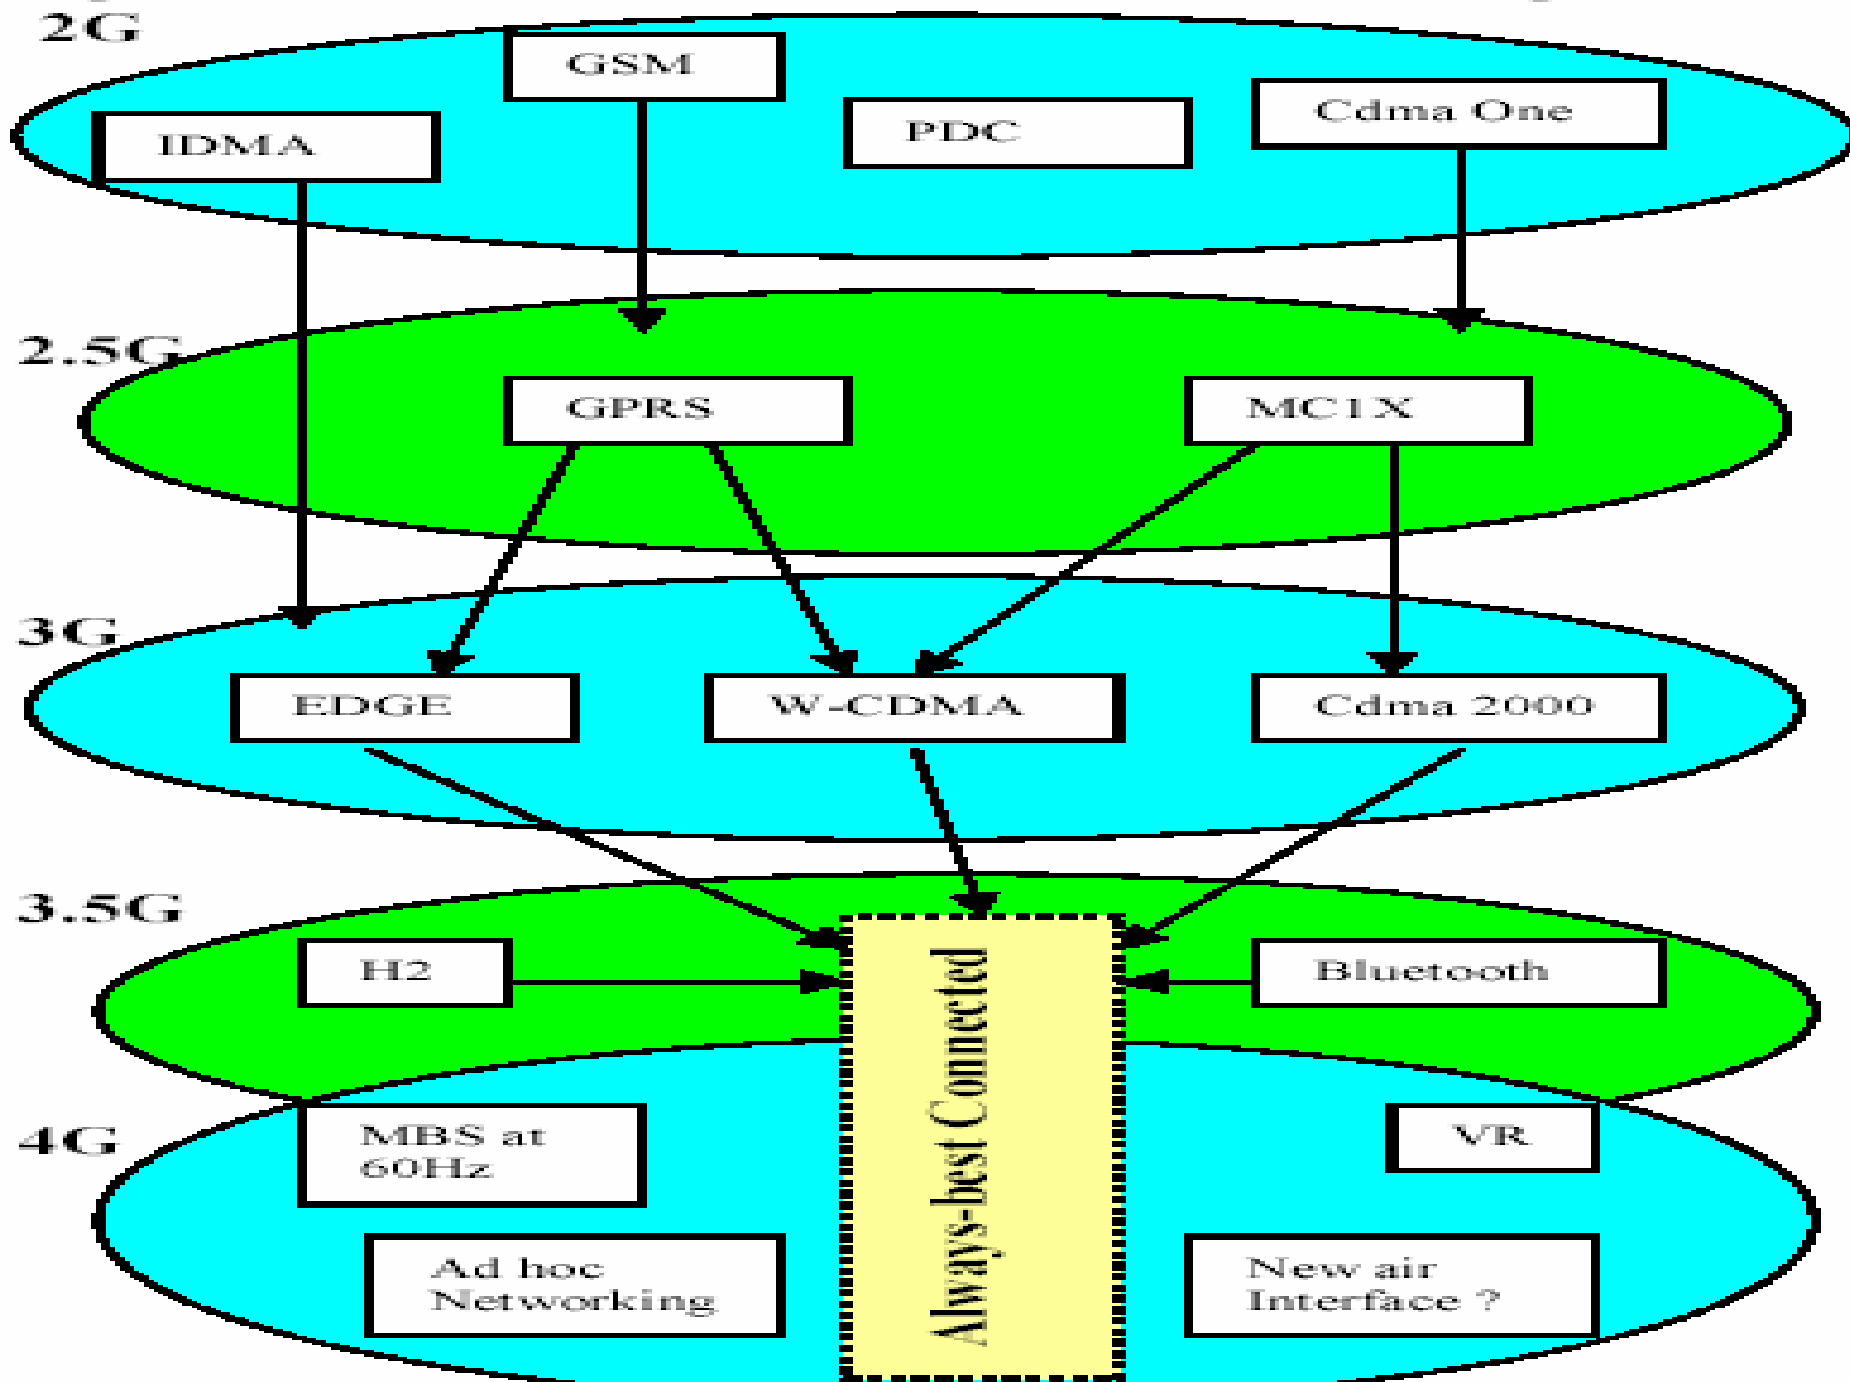 2G
GSM
IDMA
PDC
Cdma One
2.5G
GPRS
MC1X
3G
EDGE
W-CDMA
Cdma 2000
3.5G
H2
Bluetooth
Always-best Connected
4G
MBS at
60Hz
VR
Ad hoc
Networking
New air
Interface ?